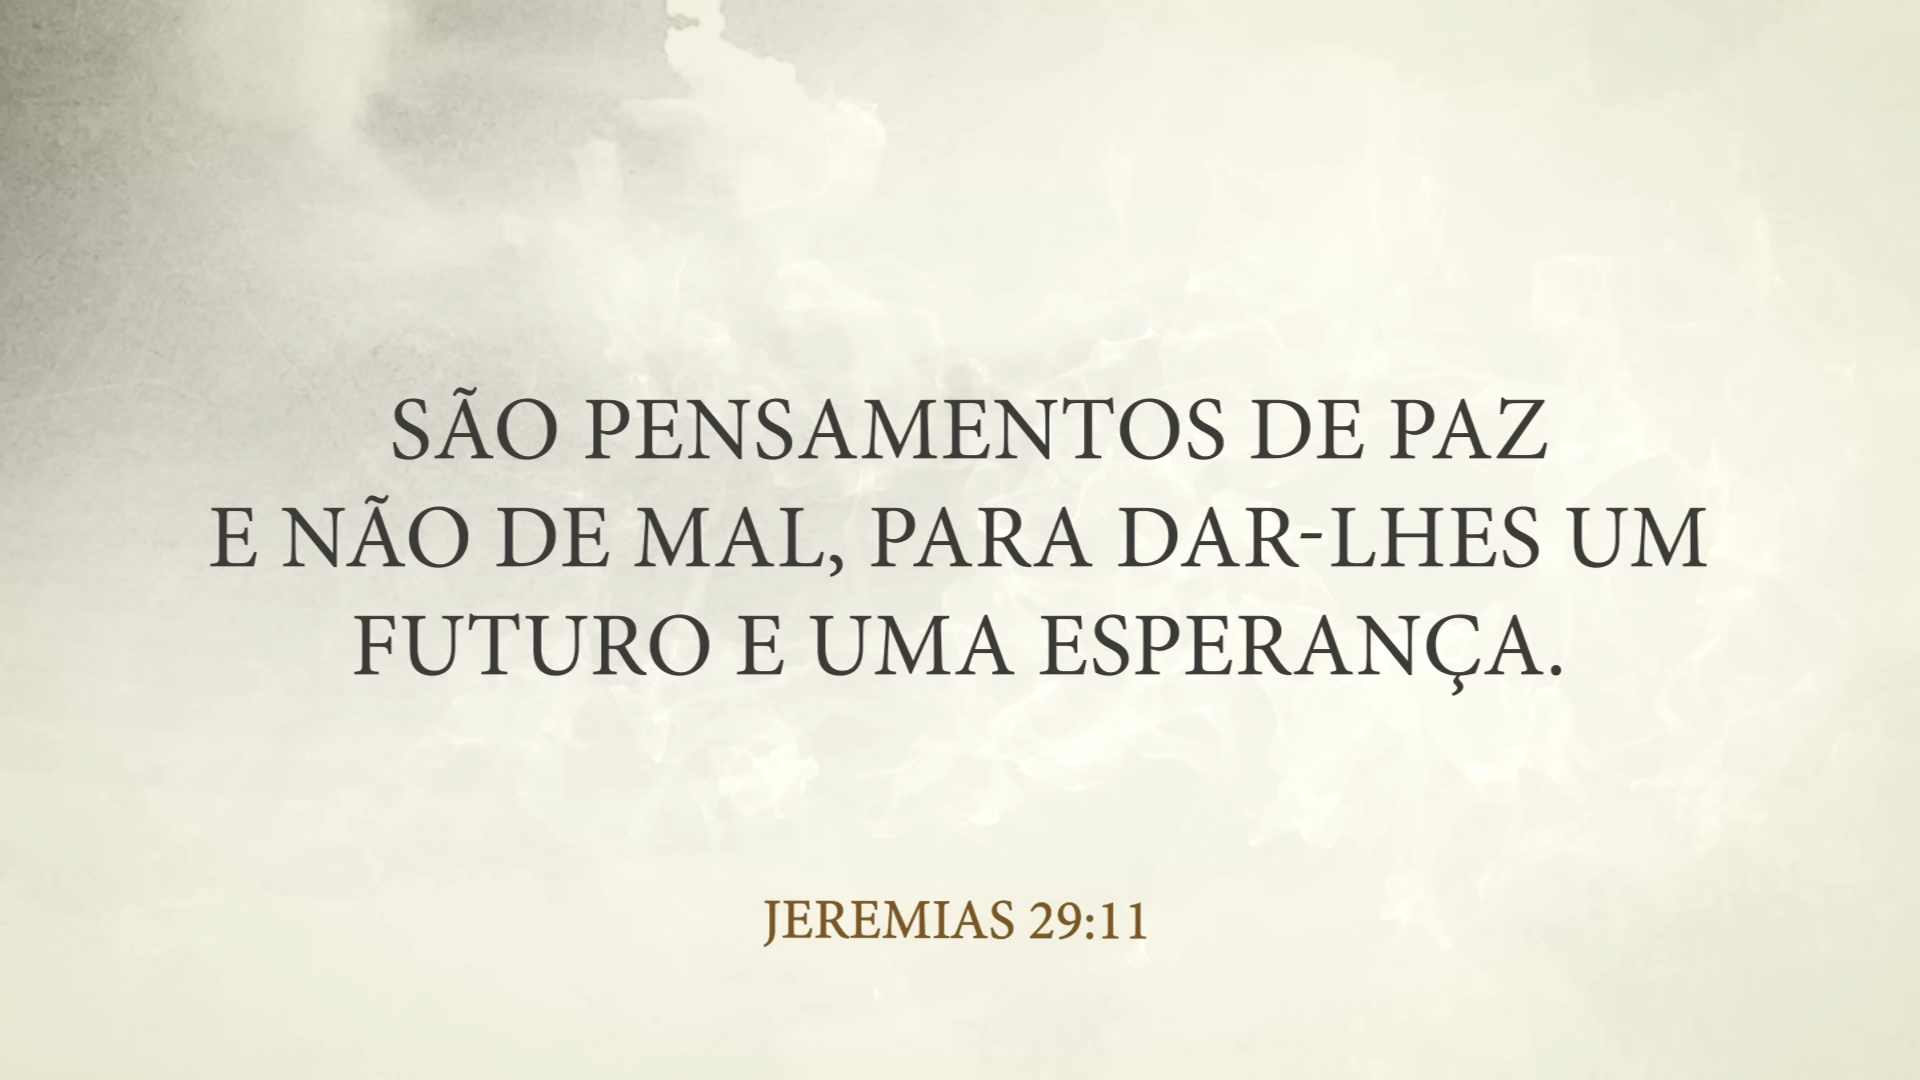 SÃO PENSAMENTOS DE PAZ
E NÃO DE MAL, PARA DAR-LHES UM
FUTURO E UMA ESPERANÇA.
JEREMIAS 29:11